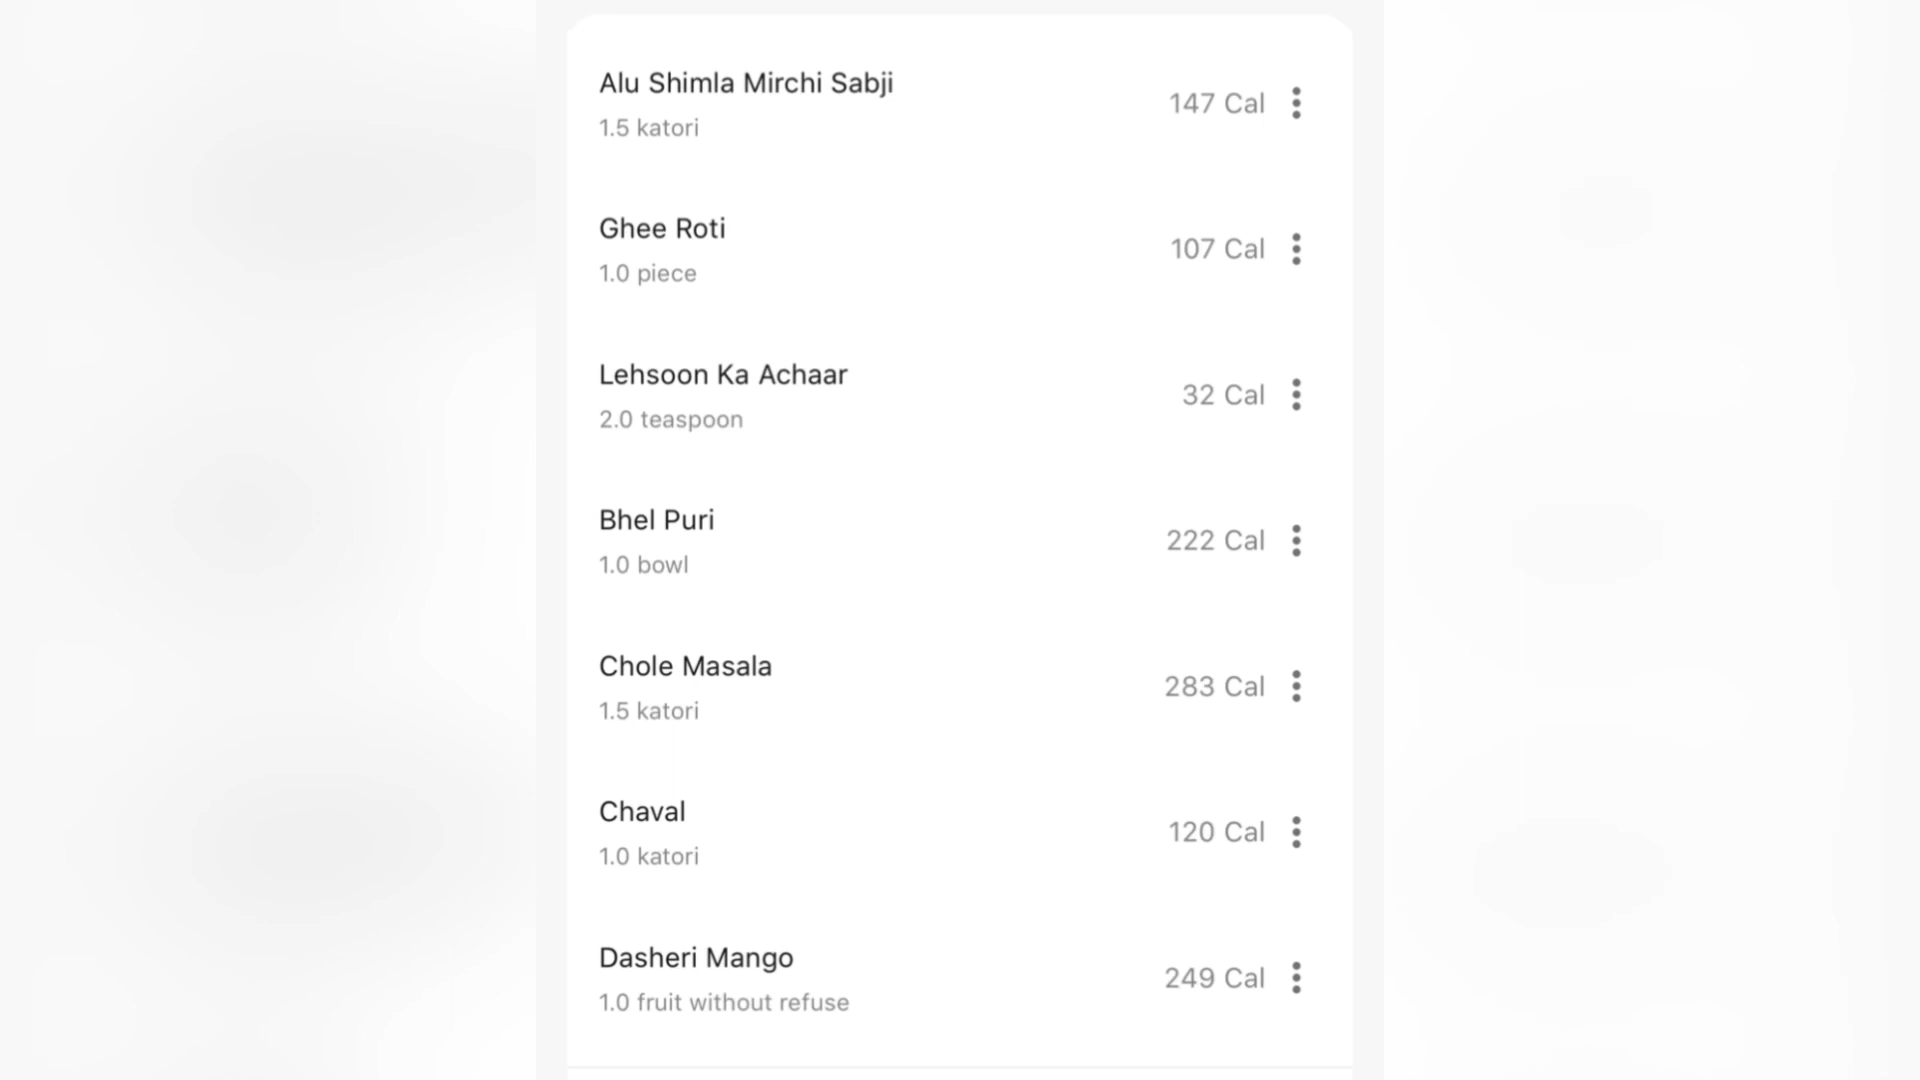 Alu Shimla Mirchi Sabji
1.5 katori
147 Cal
Ghee Roti
1.0 piece
107 Cal
Lehsoon Ka Achaar
2.0 teaspoon
32 Cal
Bhel Puri
1.0 bowl
222 Cal
Chole Masala
1.5 katori
283 Cal
Chaval
1.0 katori
120 Cal
Dasheri Mango
1.0 fruit without refuse
249 Cal